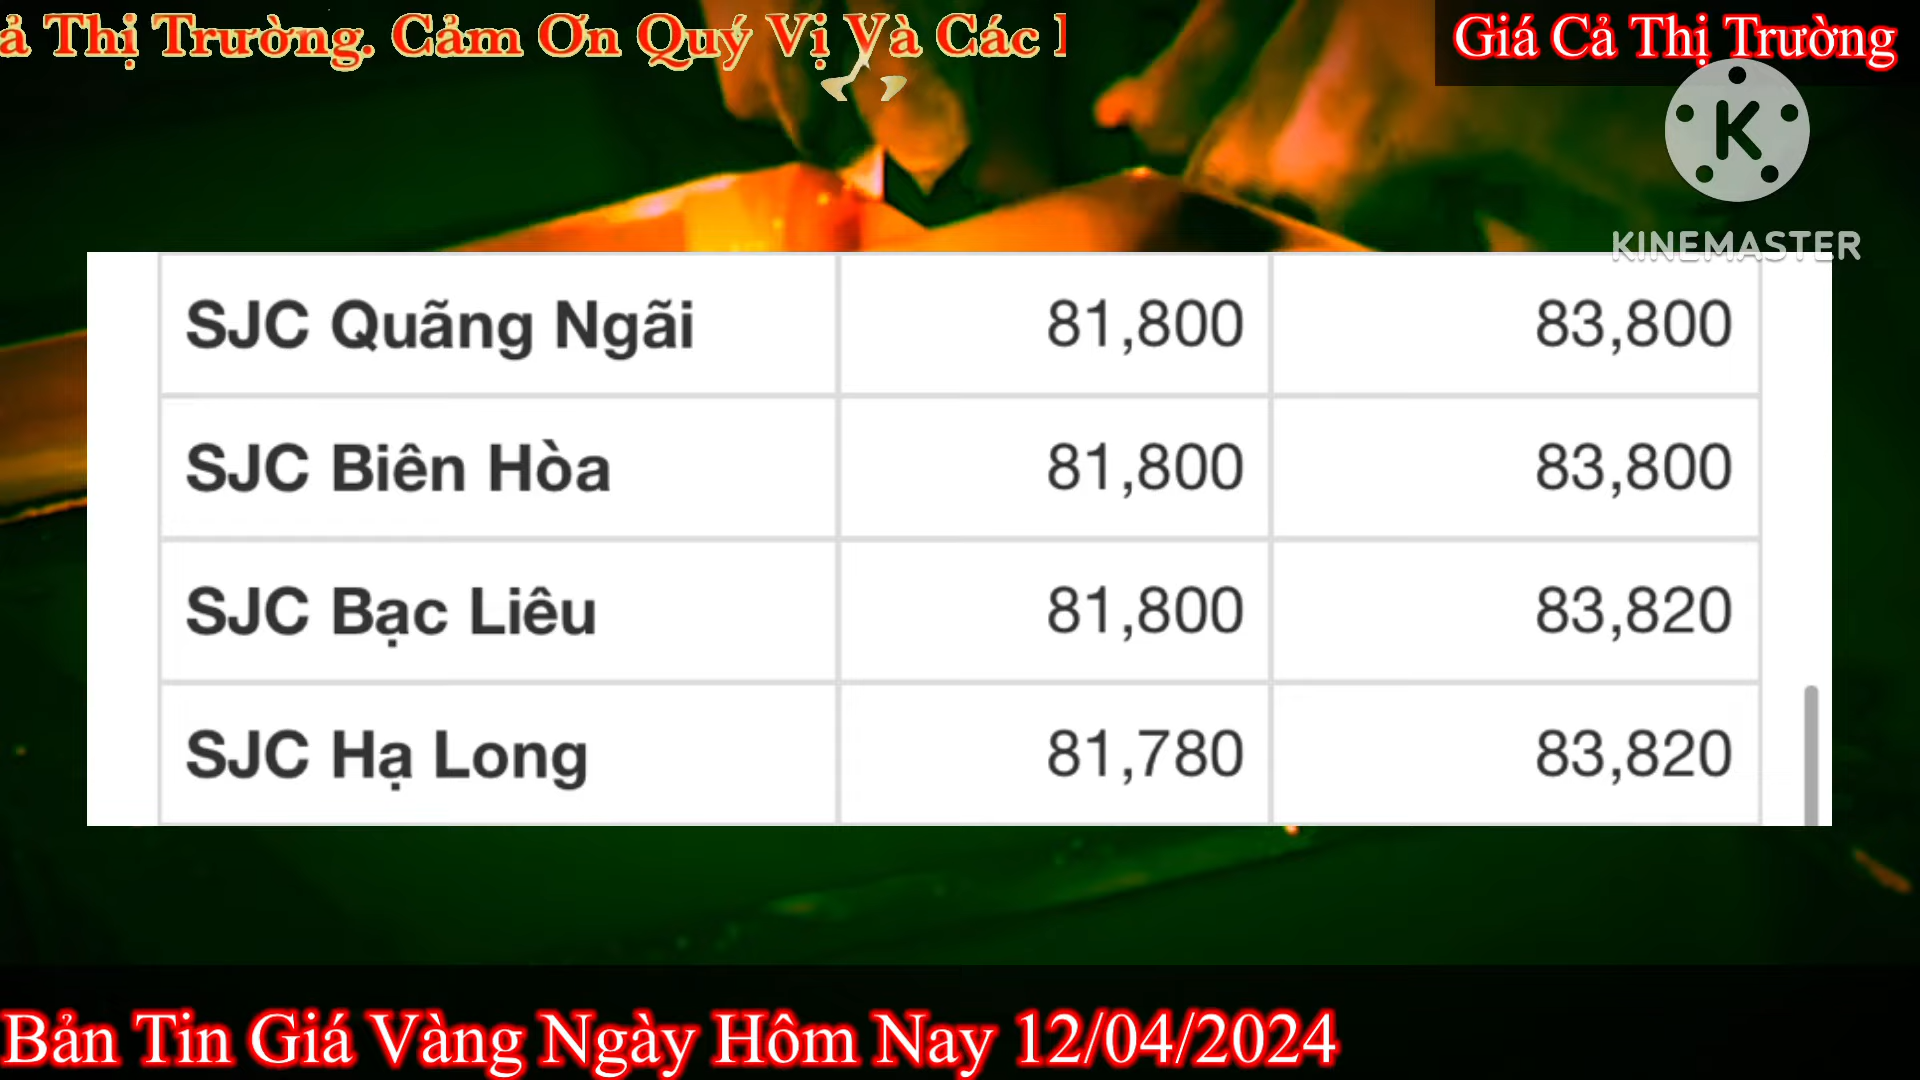 ả Thị Trường. Cảm Ơn Quý Vị Và Các
Giá Cả Thị Trường
K
KINEMASTER
SJC Quãng Ngãi 81,800 83,800
SJC Biên Hòa 81,800 83,800
SJC Bạc Liêu 81,800 83,820
SJC Hạ Long 81,780 83,820
Bản Tin Giá Vàng Ngày Hôm Nay 12/04/2024